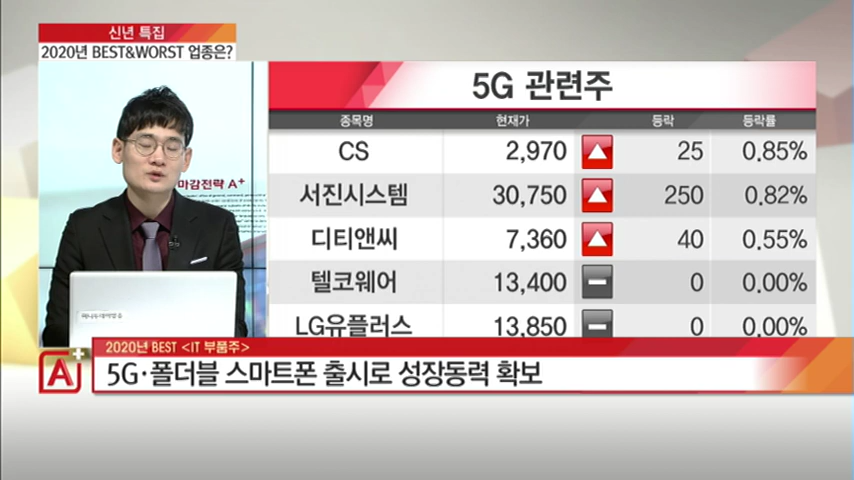 신년 특집
2020년 BEST&WORST 업종은?
마감전략 A+
5G 관련주
종목명 현재가 등락 등락률
CS 2,970 25 0.85%
서진시스템 30,750 250 0.82%
디티앤씨 7,360 40 0.55%
텔코웨어 13,400 0 0.00%
LG유플러스 13,850 0 0.00%
2020년 BEST <IT 부품주>
A+ 5G·폴더블 스마트폰 출시로 성장동력 확보